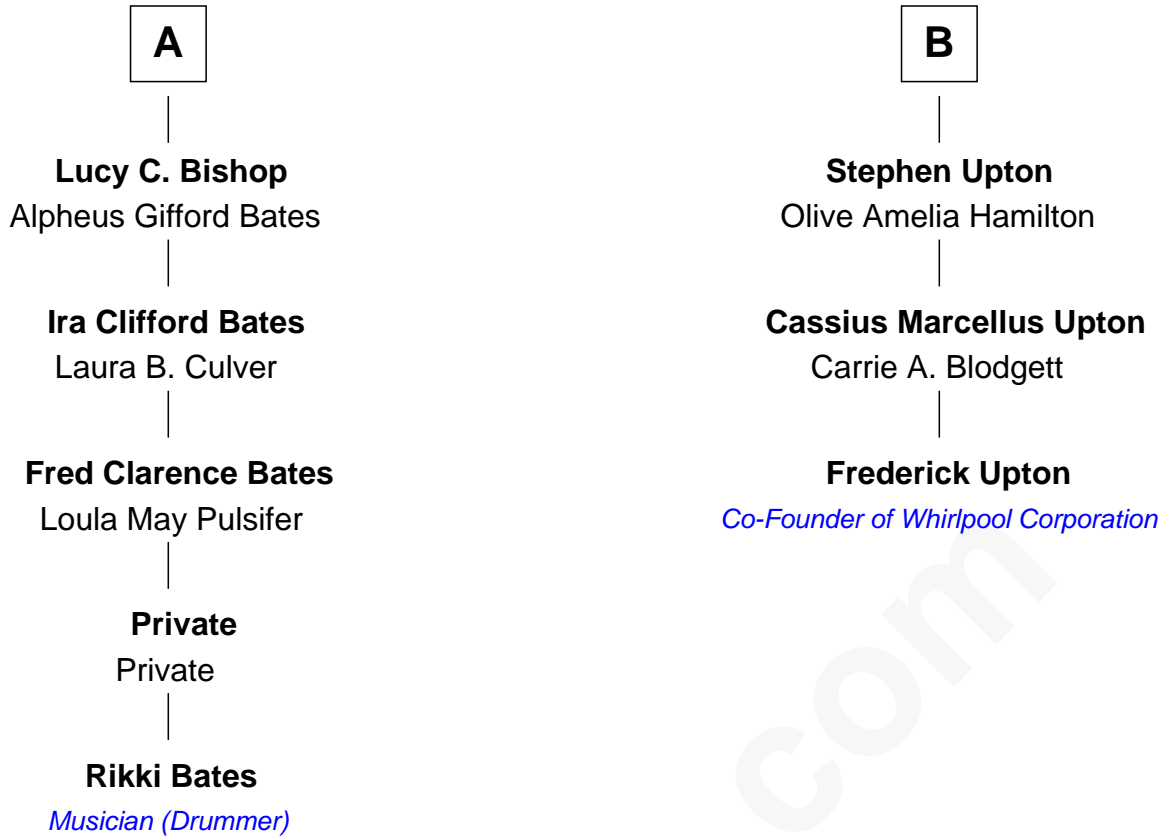 A
Lucy C. Bishop
Alpheus Gifford Bates
Ira Clifford Bates
Laura B. Culver
Fred Clarence Bates
Loula May Pulsifer
Private
Private
Rikki Bates
Musician (Drummer)
B
Stephen Upton
Olive Amelia Hamilton
Cassius Marcellus Upton
Carrie A. Blodgett
Frederick Upton
Co-Founder of Whirlpool Corporation
com